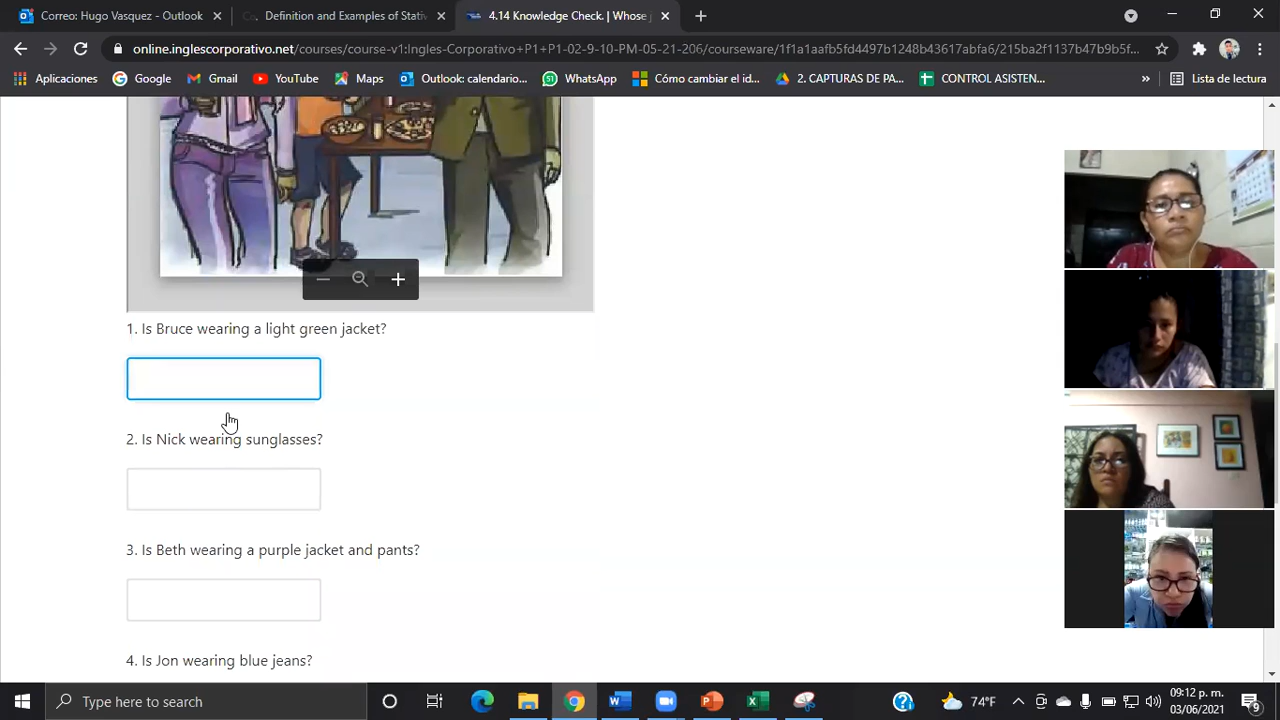 Correo: Hugo Vasquez - Outlook
Definition and Examples of Stativ
4.14 Knowledge Check. | Whose j
online.inglescorporativo.net/courses/course-v1:Ingles-Corporativo+P1+P1-02-9-10-PM-05-21-206/courseware/1f1a1aafb5fd4497b1248b43617abfa6/215ba2f1137b47b9b5f...
Aplicaciones
Google
Gmail
YouTube
Maps
Outlook: calendario...
WhatsApp
Cómo cambiar el id...
2. CPTURAS DE PA...
CONTROL ASISTEN...
»
Lista de lectura
1. Is Bruce wearing a light green jacket?
2. Is Nick wearing sunglasses?
3. Is Beth wearing a purple jacket and pants?
4. Is Jon wearing blue jeans?
Type here to search
74°F
09:12 p. m.
03/06/2021
9